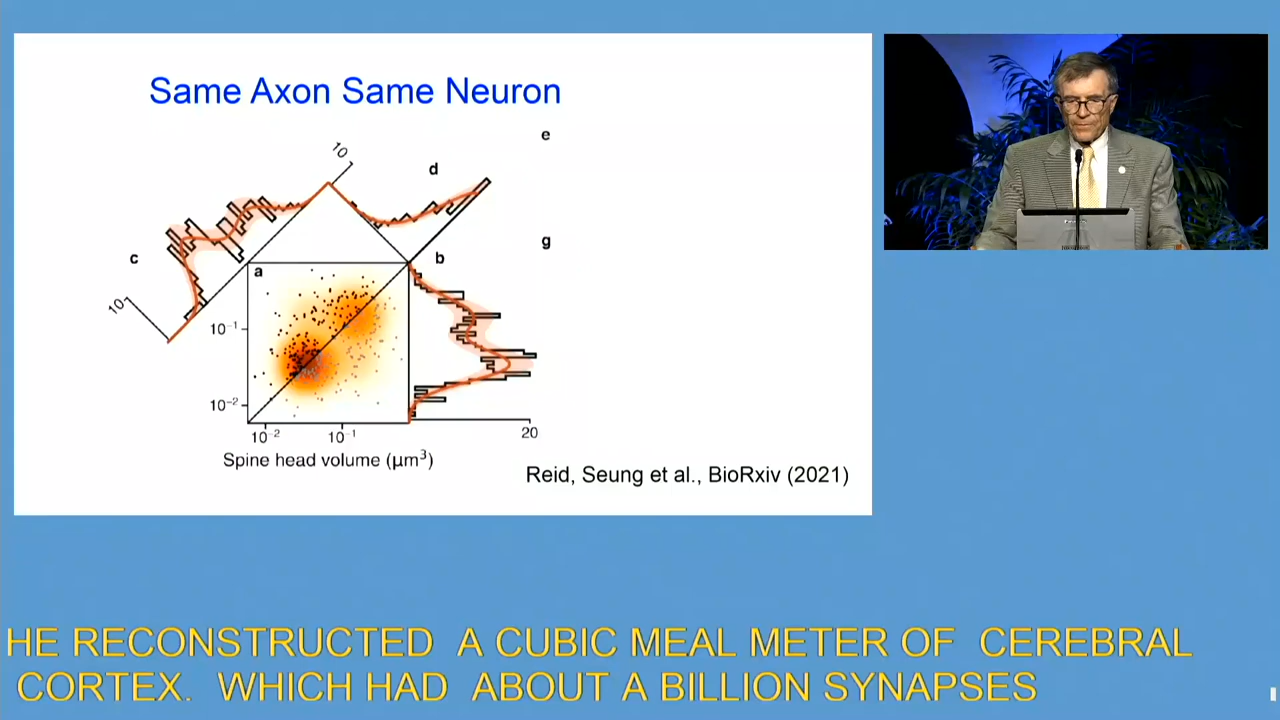 Same Axon Same Neuron
e
10
d
c
g
b
a
10
10⁻¹
10⁻²
10⁻² 10⁻¹
20
Spine head volume (μm³)
Reid, Seung et al., BioRxiv (2021)
HE RECONSTRUCTED A CUBIC MEAL METER OF CEREBRAL
CORTEX. WHICH HAD ABOUT A BILLION SYNAPSES